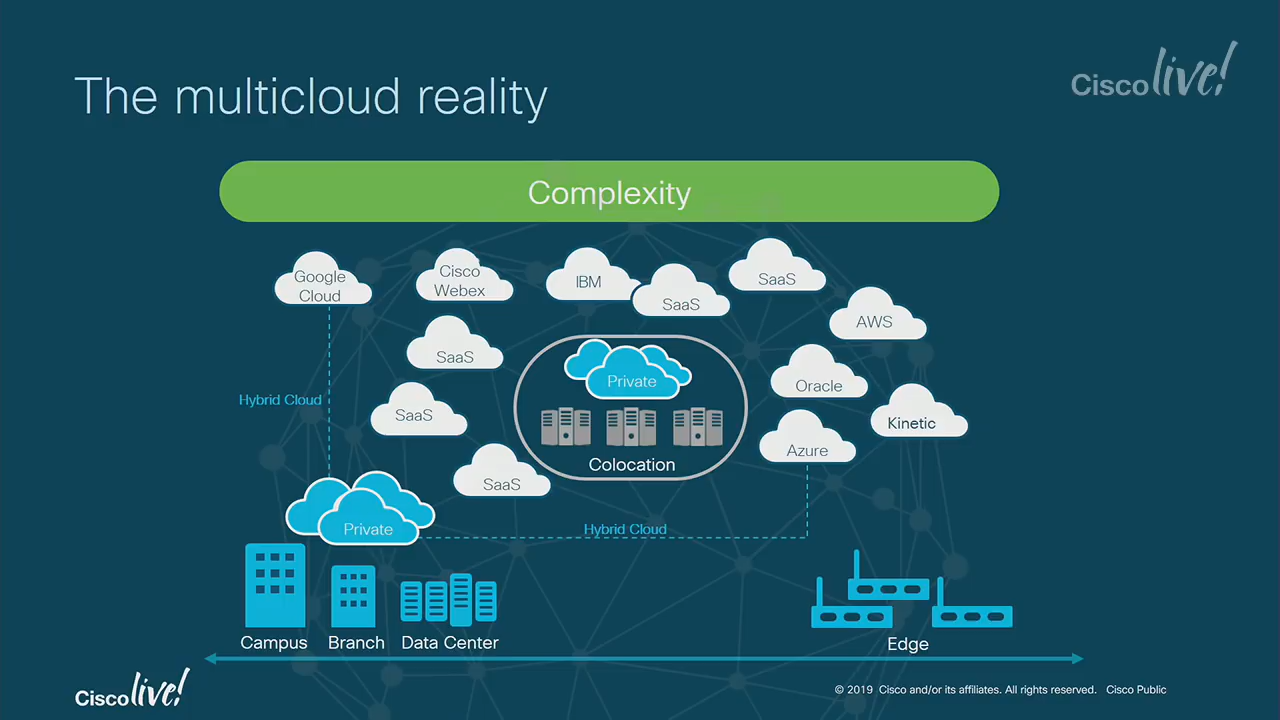 The multicloud reality
Cisco live!
Complexity
Google
Cloud
Cisco
Webex
IBM
SaaS
SaaS
AWS
SaaS
Private
Oracle
Hybrid Cloud
SaaS
Kinetic
Azure
Colocation
SaaS
Private
Hybrid Cloud
Campus
Branch
Data Center
Edge
Cisco live!
© 2019 Cisco and/or its affiliates. All rights reserved. Cisco Public